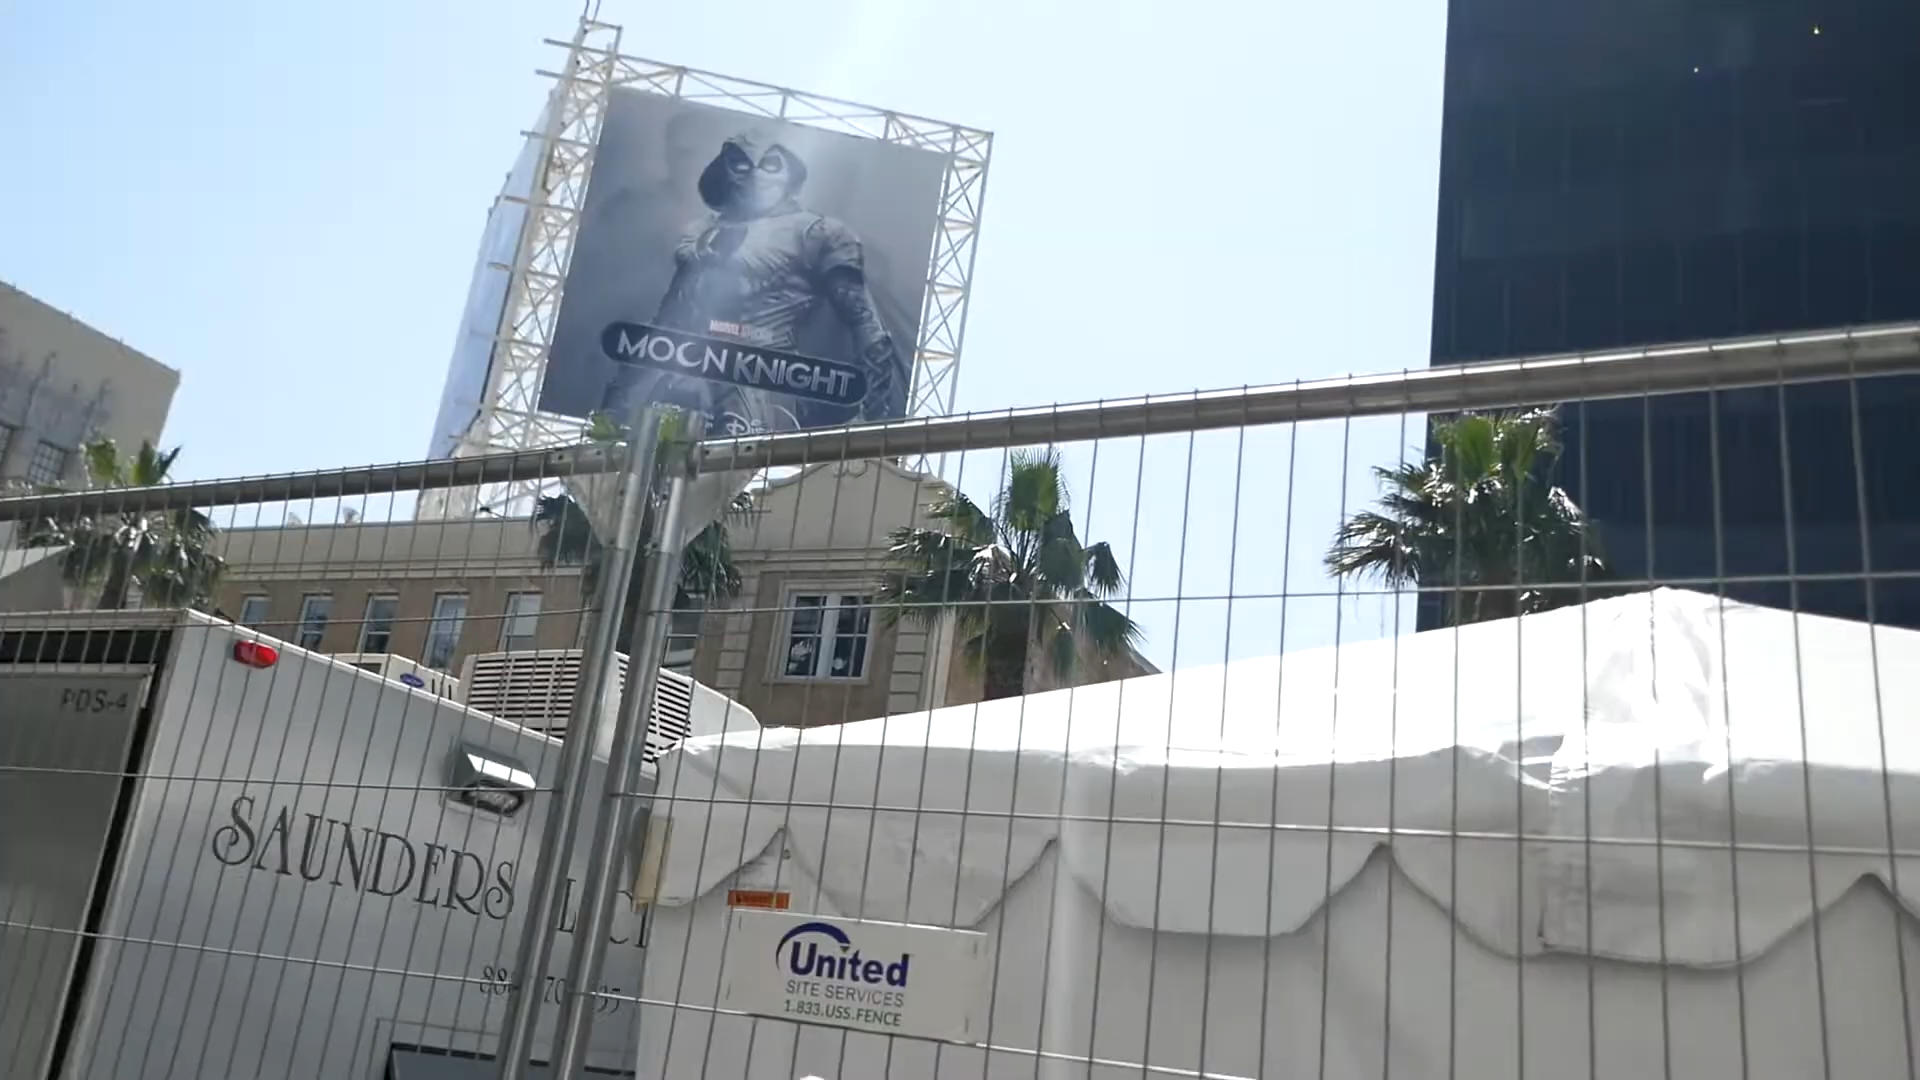 MARVEL STUDIOS
MOON KNIGHT
PDS-4
SAUNDERS
United
SITE SERVICES
1.833.USS.FENCE